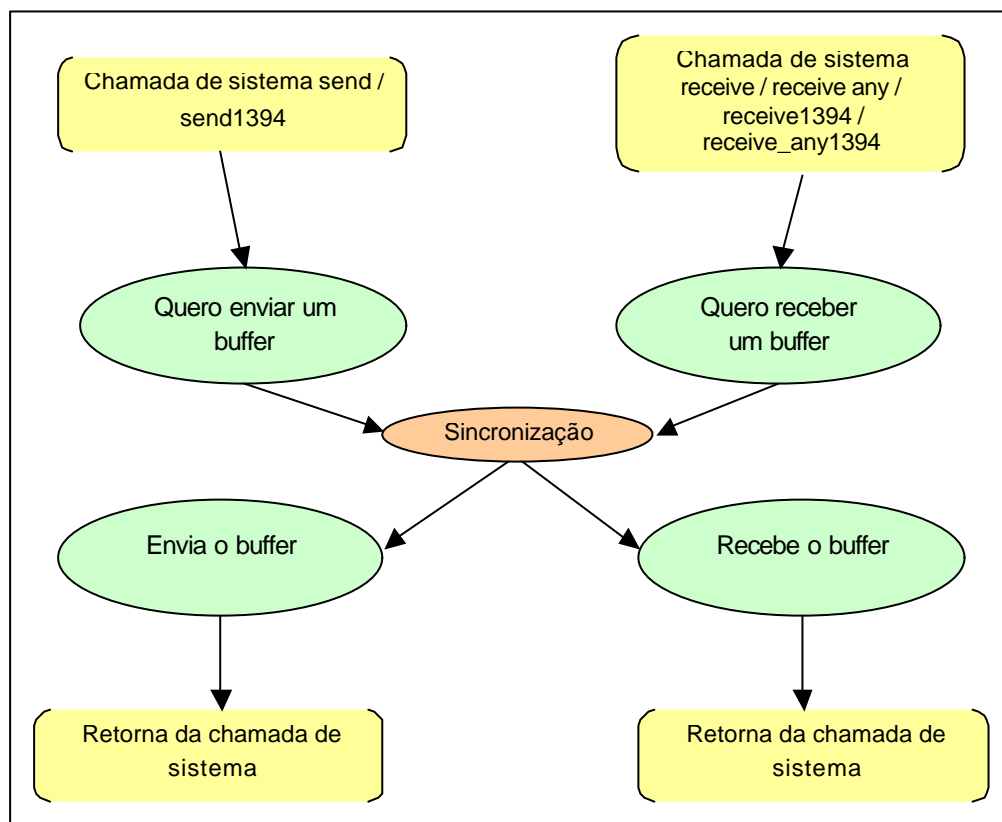 Chamada de sistema send /
send1394
Chamada de sistema
receive / receive any /
receive1394 /
receive_any1394
Quero enviar um
buffer
Quero receber
um buffer
Sincronização
Envia o buffer
Recebe o buffer
Retorna da chamada de
sistema
Retorna da chamada de
sistema